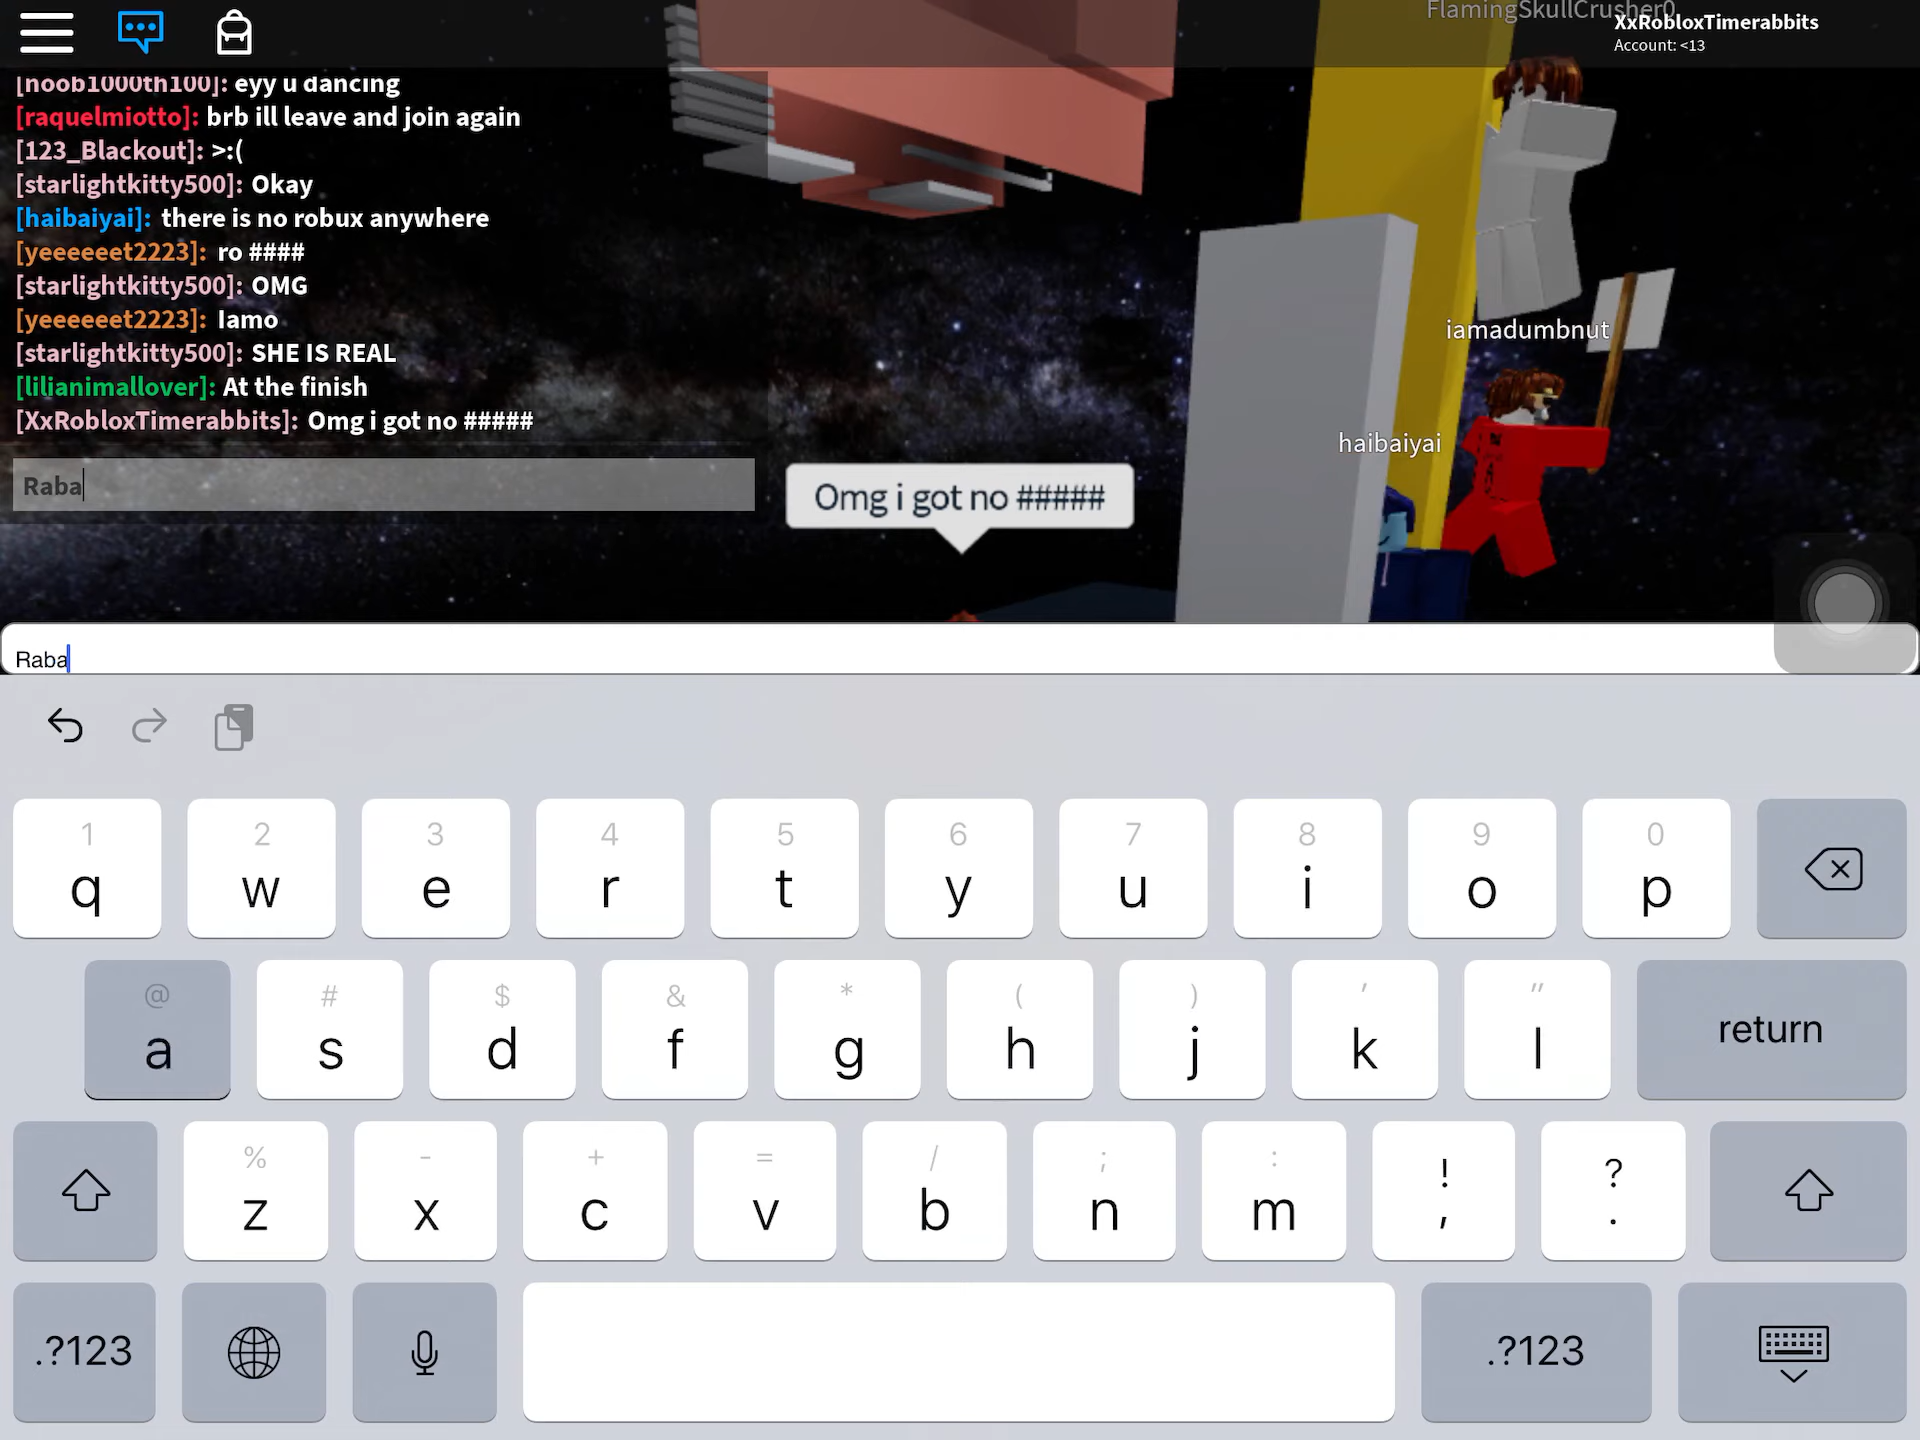 FlamingSkullCrusher0
XxRobloxTimerabbits
Account: <13
[noob1000th100]: eyy u dancing
[raquelmiotto]: brb ill leave and join again
[123_Blackout]: >:(
[starlightkitty500]: Okay
[haibaiyai]: there is no robux anywhere
[yeeeeeet2223]: ro ####
[starlightkitty500]: OMG
[yeeeeeet2223]: Iamo
[starlightkitty500]: SHE IS REAL
[lilianimallover]: At the finish
[XxRobloxTimerabbits]: Omg i got no #####
Raba
Omg i got no #####
iamadumbnut
haibaiyai
Raba
1 2 3 4 5 6 7 8 9 0
q w e r t y u i o p
@ # $ & * ( ) ' "
a s d f g h j k l return
% - + = / ; : ! ?
z x c v b n m , .
.?123 .?123